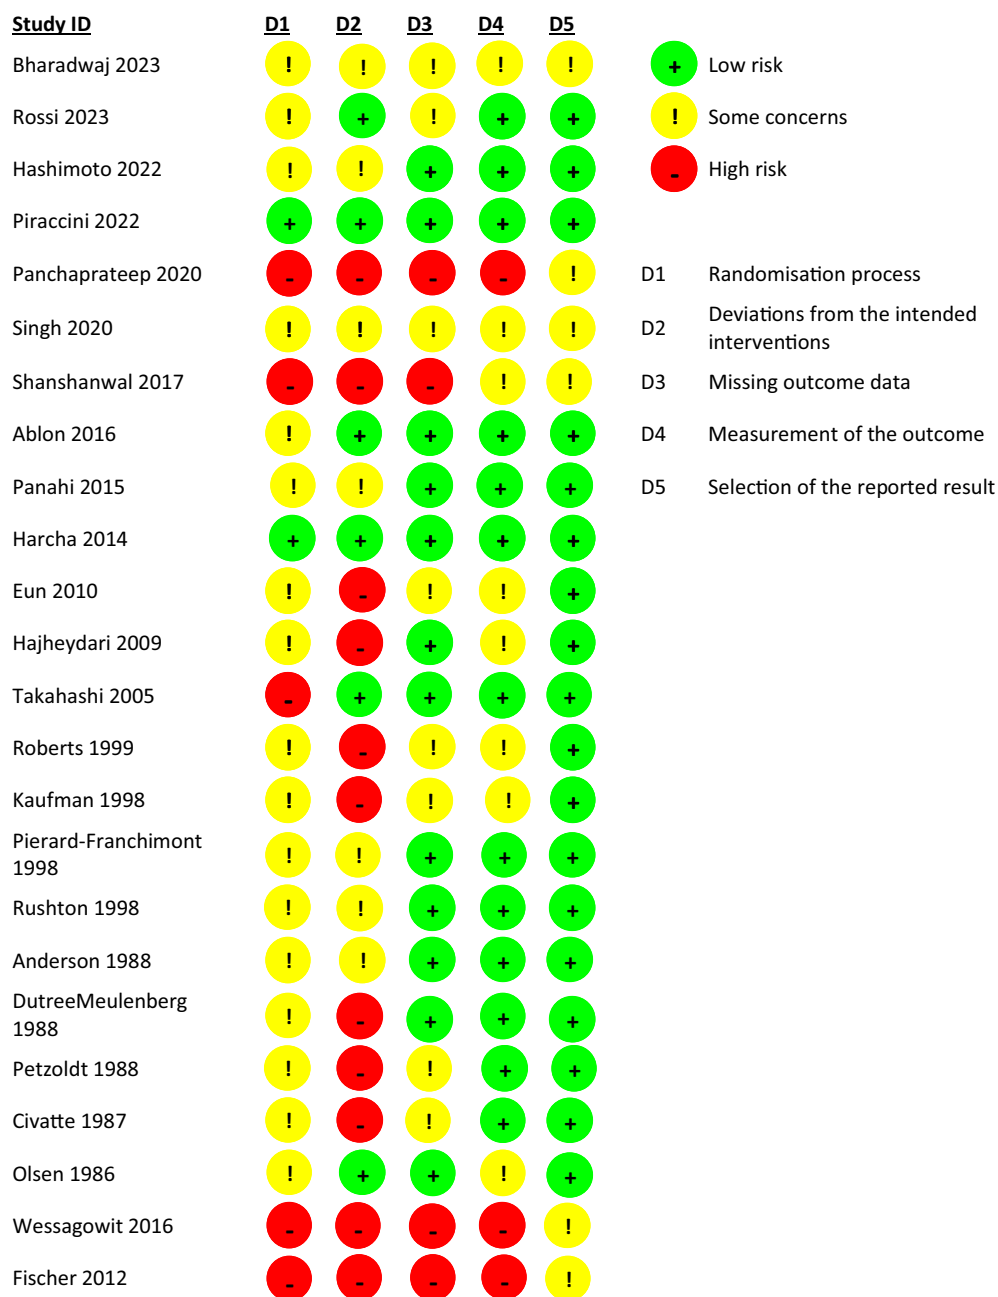 Study ID D1 D2 D3 D4 D5
Bharadwaj 2023 ! ! ! ! ! + Low risk
Rossi 2023 ! + ! + + ! Some concerns
Hashimoto 2022 ! ! + + + - High risk
Piraccini 2022 + + + + +
Panchaprateep 2020 - - - - ! D1 Randomisation process
Singh 2020 ! ! ! ! ! D2 Deviations from the intended
interventions
Shanshanwal 2017 - - - ! ! D3 Missing outcome data
Ablon 2016 ! + + + + D4 Measurement of the outcome
Panahi 2015 ! ! + + + D5 Selection of the reported result
Harcha 2014 + + + + +
Eun 2010 ! - ! ! +
Hajheydari 2009 ! - + ! +
Takahashi 2005 - + + + +
Roberts 1999 ! - ! ! +
Kaufman 1998 ! - ! ! +
Pierard-Franchimont
1998 ! ! + + +
Rushton 1998 ! ! + + +
Anderson 1988 ! ! + + +
DutreeMeulenberg
1988 ! - + + +
Petzoldt 1988 ! - ! + +
Civatte 1987 ! - ! + +
Olsen 1986 ! + + ! +
Wessagowit 2016 - - - - !
Fischer 2012 - - - - !